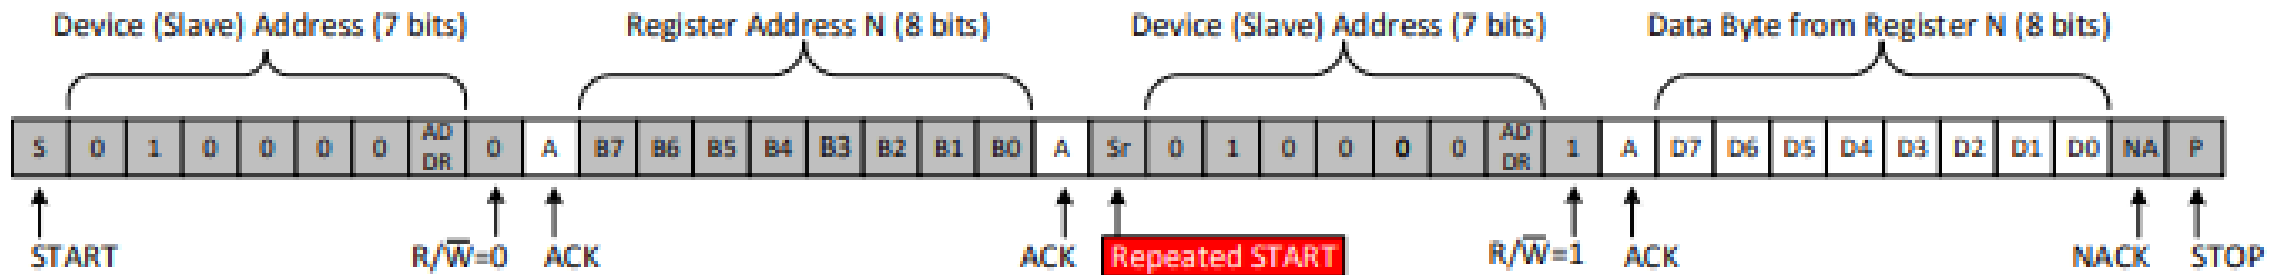 Device (Slave) Address (7 bits) Register Address N (8 bits) Device (Slave) Address (7 bits) Data Byte from Register N (8 bits)
S 0 1 0 0 0 0 AD DR 0 A B7 B6 B5 B4 B3 B2 B1 B0 A Sr 0 1 0 0 0 0 AD DR 1 A D7 D6 D5 D4 D3 D2 D1 D0 NA P
START R/W̅=0 ACK ACK Repeated START R/W̅=1 ACK NACK STOP